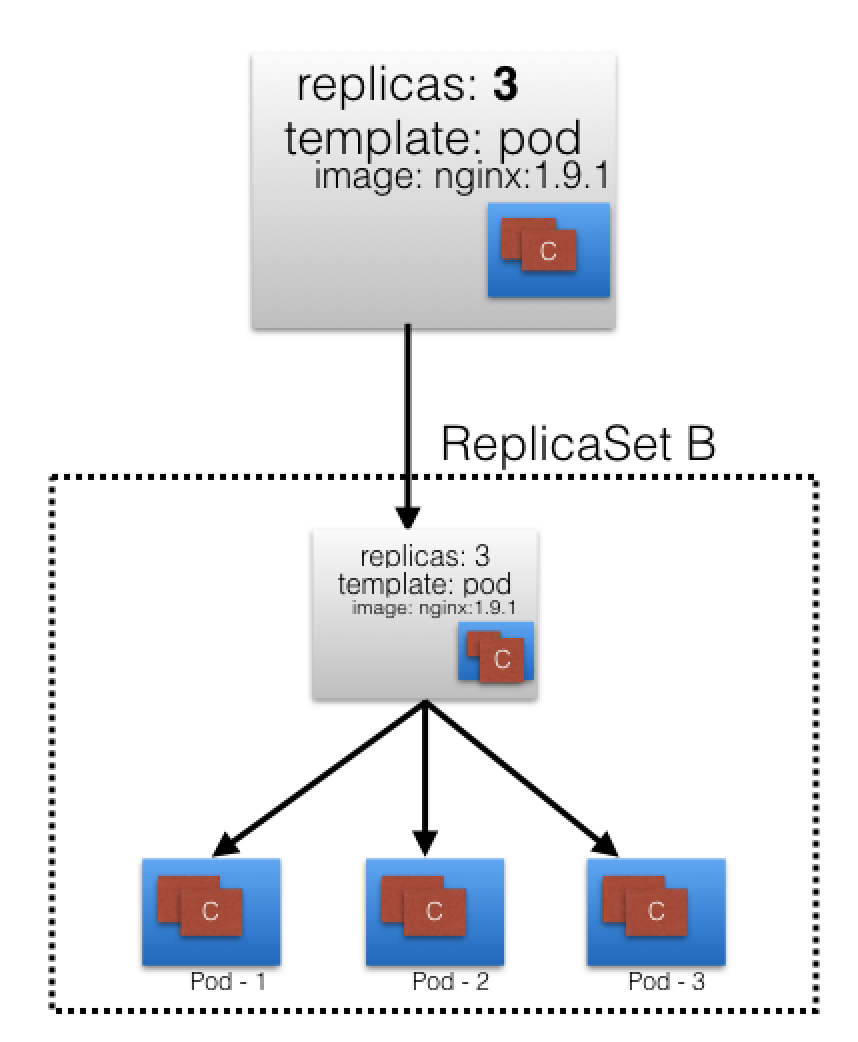 replicas: 3
template: pod
image: nginx:1.9.1
C
ReplicaSet B
replicas: 3
template: pod
image: nginx:1.9.1
C
C
C
C
Pod - 1
Pod - 2
Pod - 3